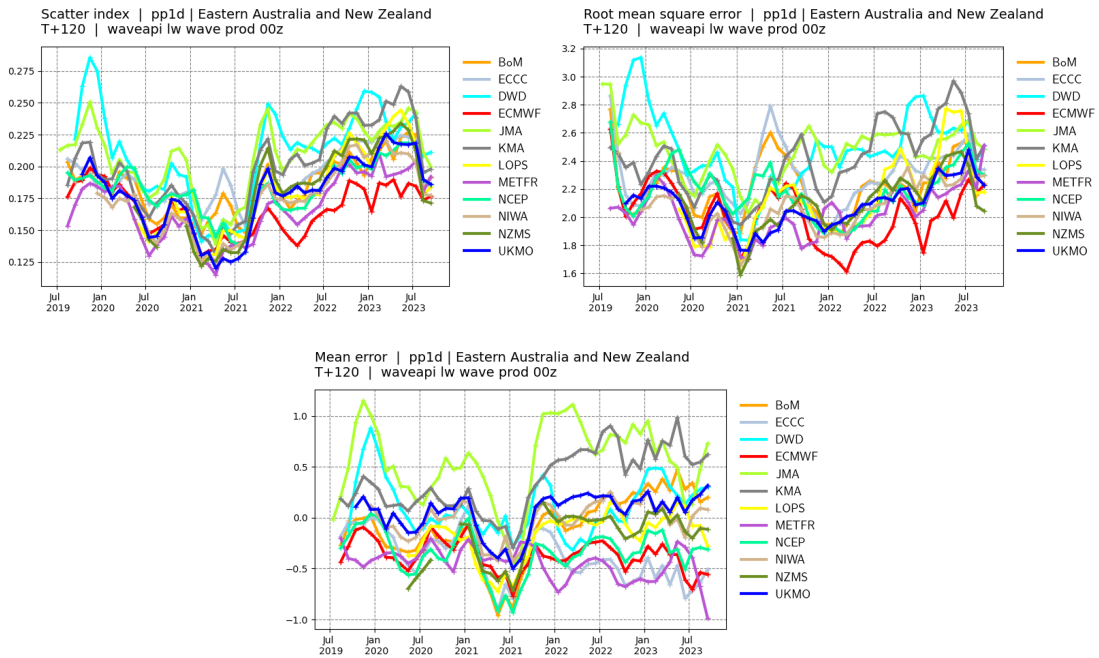 Scatter index | pp1d | Eastern Australia and New Zealand
T+120 | waveapi lw wave prod 00z
0.275
0.250
0.225
0.200
0.175
0.150
0.125
Jul 2019
Jan 2020
Jul 2020
Jan 2021
Jul 2021
Jan 2022
Jul 2022
Jan 2023
Jul 2023
BoM
ECCC
DWD
ECMWF
JMA
KMA
LOPS
METFR
NCEP
NIWA
NZMS
UKMO
Root mean square error | pp1d | Eastern Australia and New Zealand
T+120 | waveapi lw wave prod 00z
3.2
3.0
2.8
2.6
2.4
2.2
2.0
1.8
1.6
Jul 2019
Jan 2020
Jul 2020
Jan 2021
Jul 2021
Jan 2022
Jul 2022
Jan 2023
Jul 2023
BoM
ECCC
DWD
ECMWF
JMA
KMA
LOPS
METFR
NCEP
NIWA
NZMS
UKMO
Mean error | pp1d | Eastern Australia and New Zealand
T+120 | waveapi lw wave prod 00z
1.0
0.5
0.0
−0.5
−1.0
Jul 2019
Jan 2020
Jul 2020
Jan 2021
Jul 2021
Jan 2022
Jul 2022
Jan 2023
Jul 2023
BoM
ECCC
DWD
ECMWF
JMA
KMA
LOPS
METFR
NCEP
NIWA
NZMS
UKMO